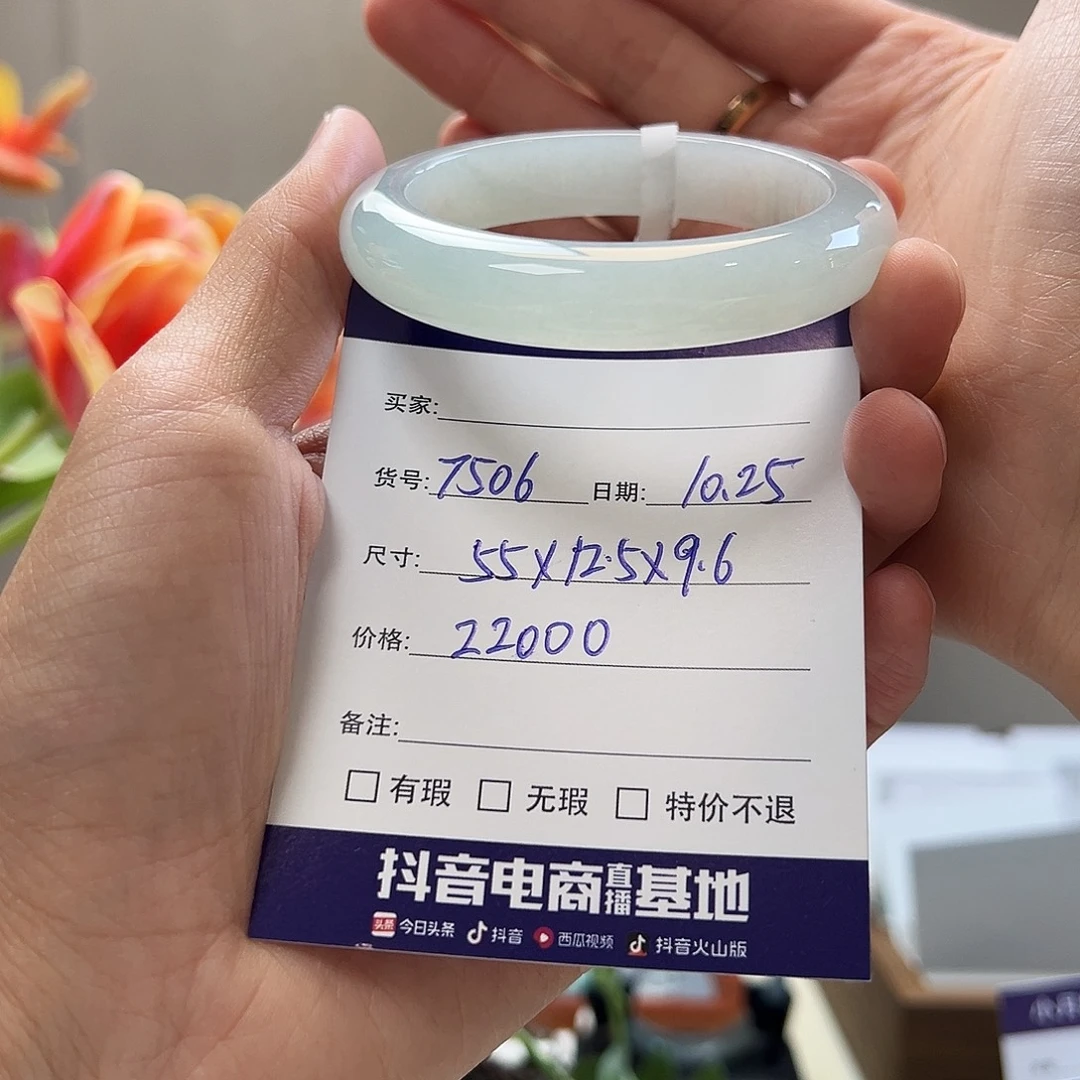 买家:
货号: 7506 日期: 10.25
尺寸: 55X12.5X9.6
价格: 22000
备注:
有瑕 无瑕 特价不退
抖音电商直播基地
头条 今日头条 抖音 西瓜视频 抖音火山版